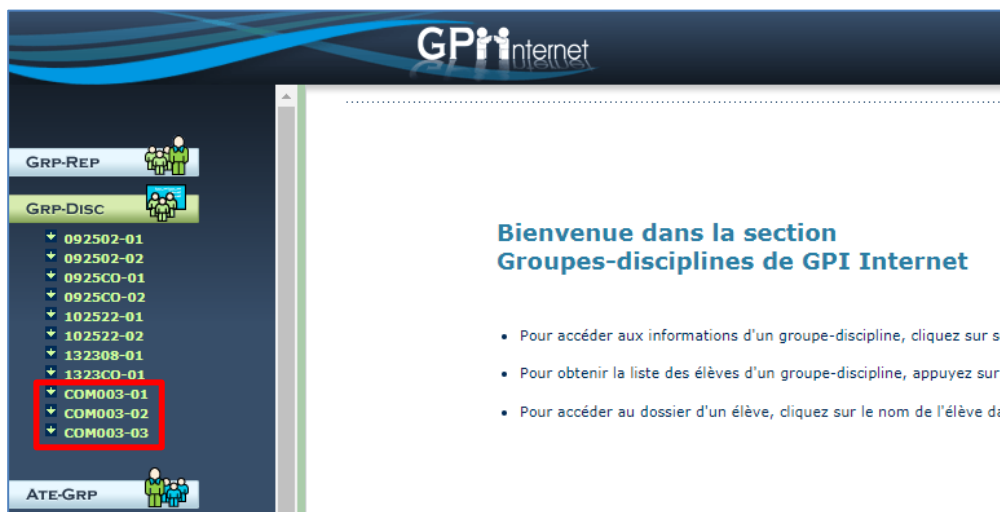 GPI Internet
GRP-REP
GRP-DISC
092502-01
092502-02
0925CO-01
0925CO-02
102522-01
102522-02
132308-01
1323CO-01
COM003-01
COM003-02
COM003-03
ATE-GRP
Bienvenue dans la section
Groupes-disciplines de GPI Internet
Pour accéder aux informations d'un groupe-discipline, cliquez sur s
Pour obtenir la liste des élèves d'un groupe-discipline, appuyez sur
Pour accéder au dossier d'un élève, cliquez sur le nom de l'élève da